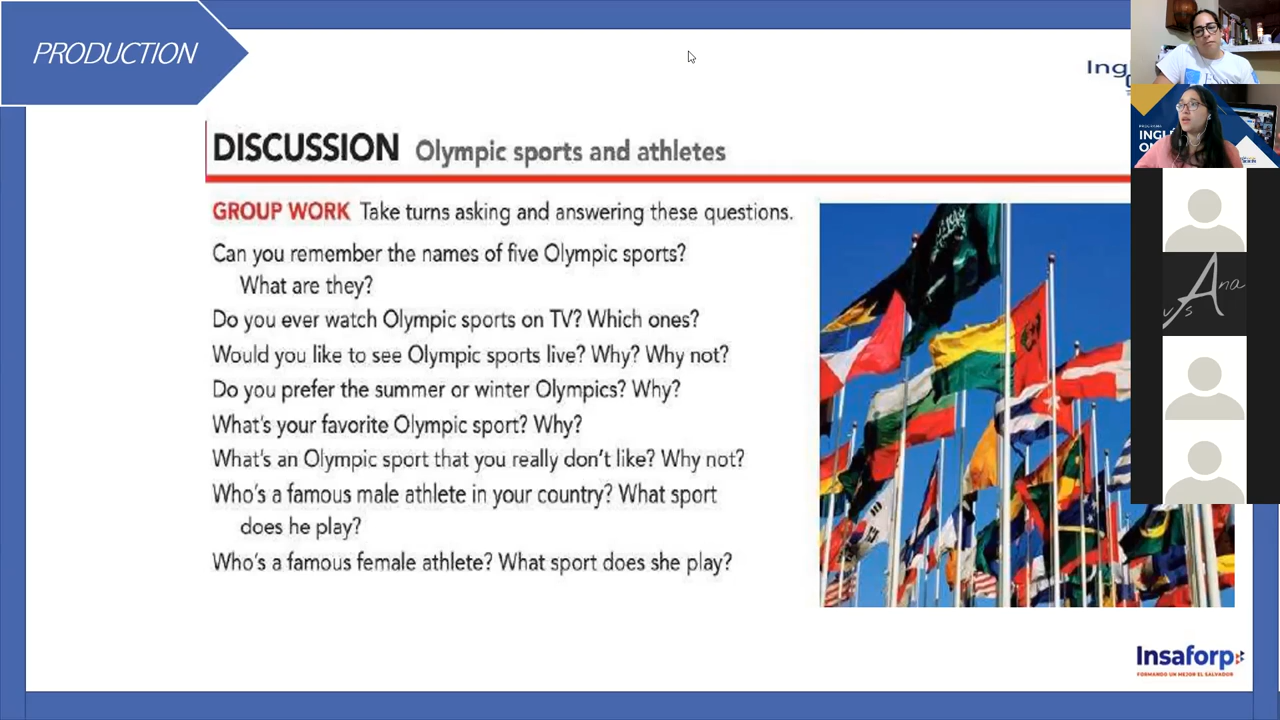 PRODUCTION
Ing
DISCUSSION Olympic sports and athletes
GROUP WORK Take turns asking and answering these questions.
Can you remember the names of five Olympic sports?
What are they?
Do you ever watch Olympic sports on TV? Which ones?
Would you like to see Olympic sports live? Why? Why not?
Do you prefer the summer or winter Olympics? Why?
What's your favorite Olympic sport? Why?
What's an Olympic sport that you really don't like? Why not?
Who's a famous male athlete in your country? What sport
does he play?
Who's a famous female athlete? What sport does she play?
INGLÉ
Ana
Insaforp
FORMANDO UN MEJOR EL SALVADOR